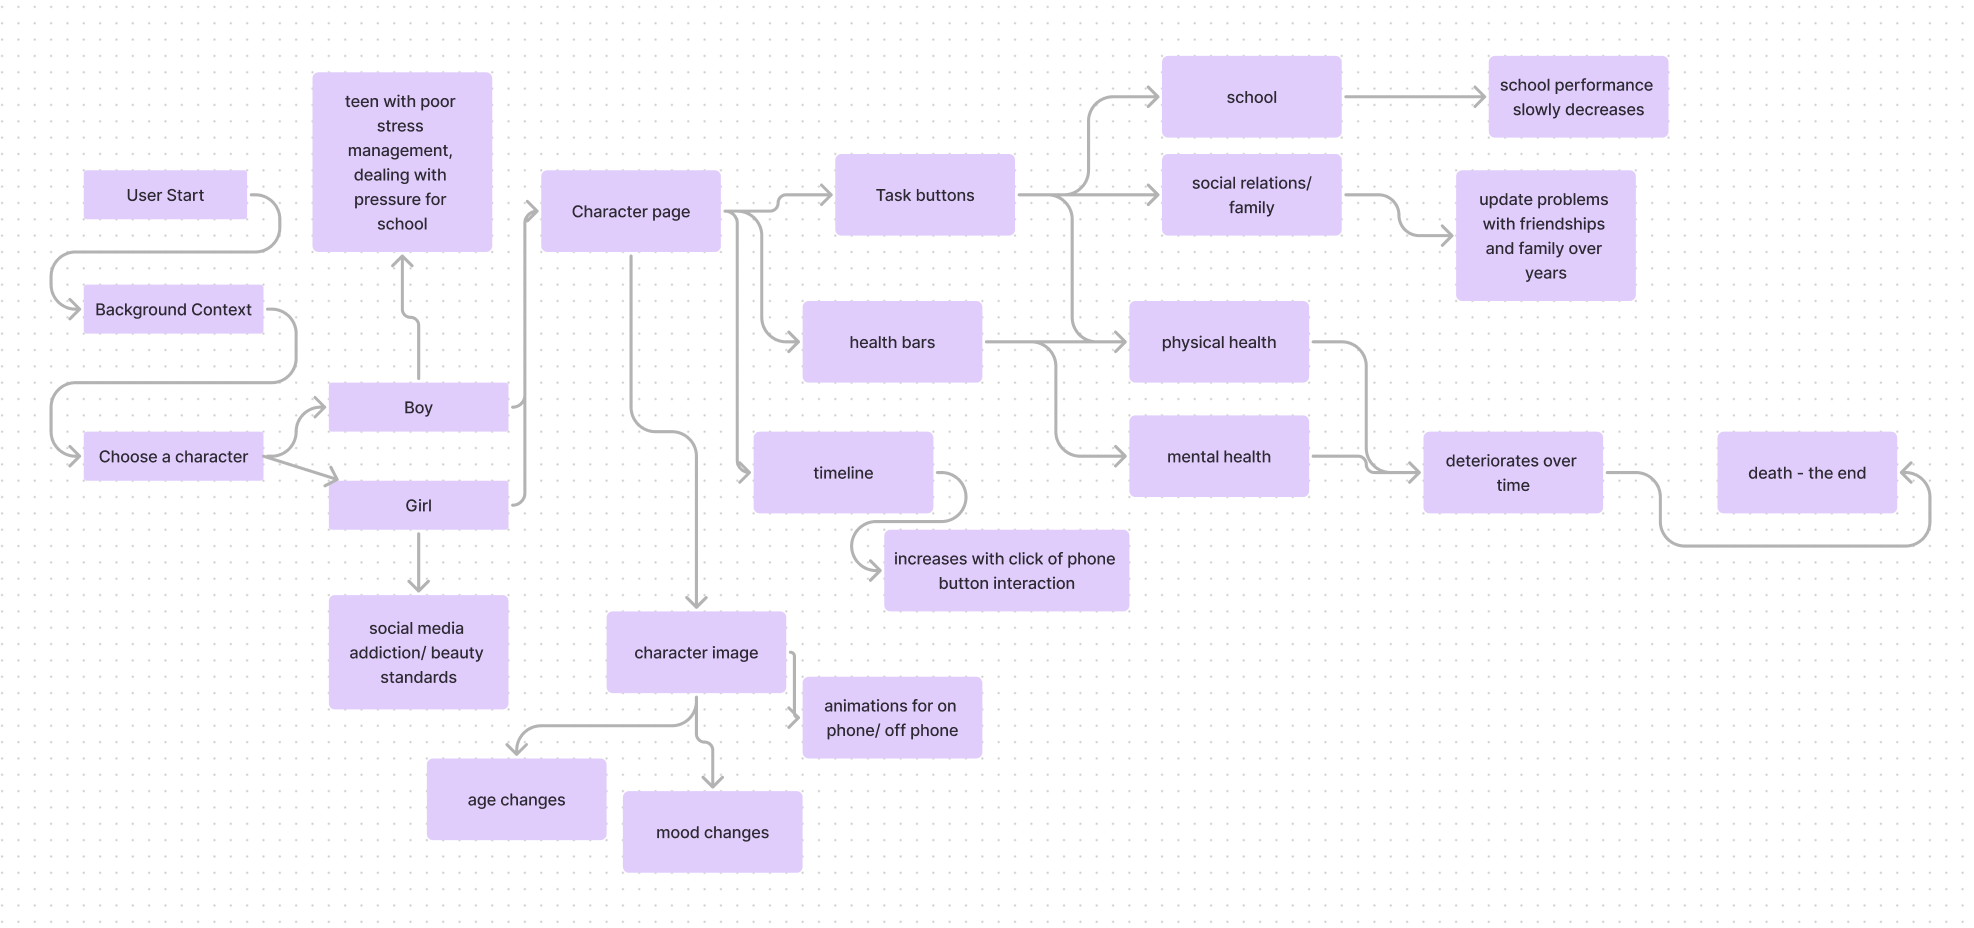 User Start
Background Context
Choose a character
teen with poor
stress
management,
dealing with
pressure for
school
Boy
Girl
social media
addiction/ beauty
standards
Character page
Task buttons
school
school performance
slowly decreases
social relations/
family
update problems
with friendships
and family over
years
health bars
physical health
mental health
deteriorates over
time
death - the end
timeline
increases with click of phone
button interaction
character image
animations for on
phone/ off phone
age changes
mood changes